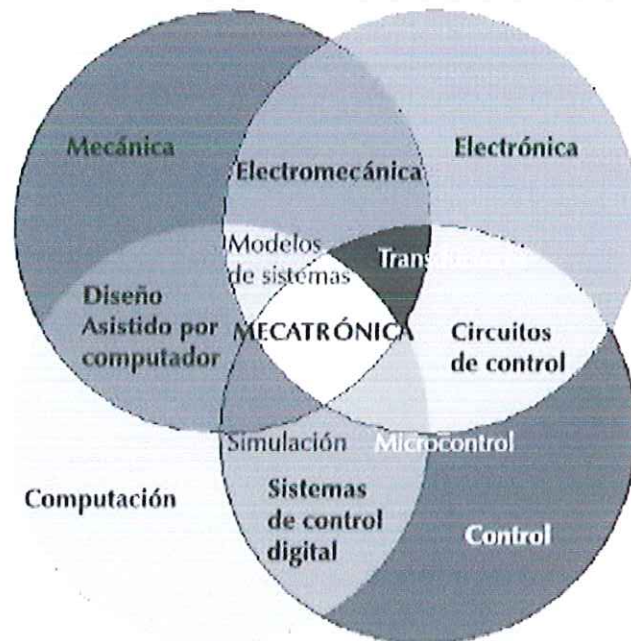 Mecánica
Electrónica
Electromecánica
Modelos
de sistemas
Diseño
Asistido por
computador
MECATRÓNICA
Circuitos
de control
Simulación
Microcontrol
Computación
Sistemas
de control
digital
Control